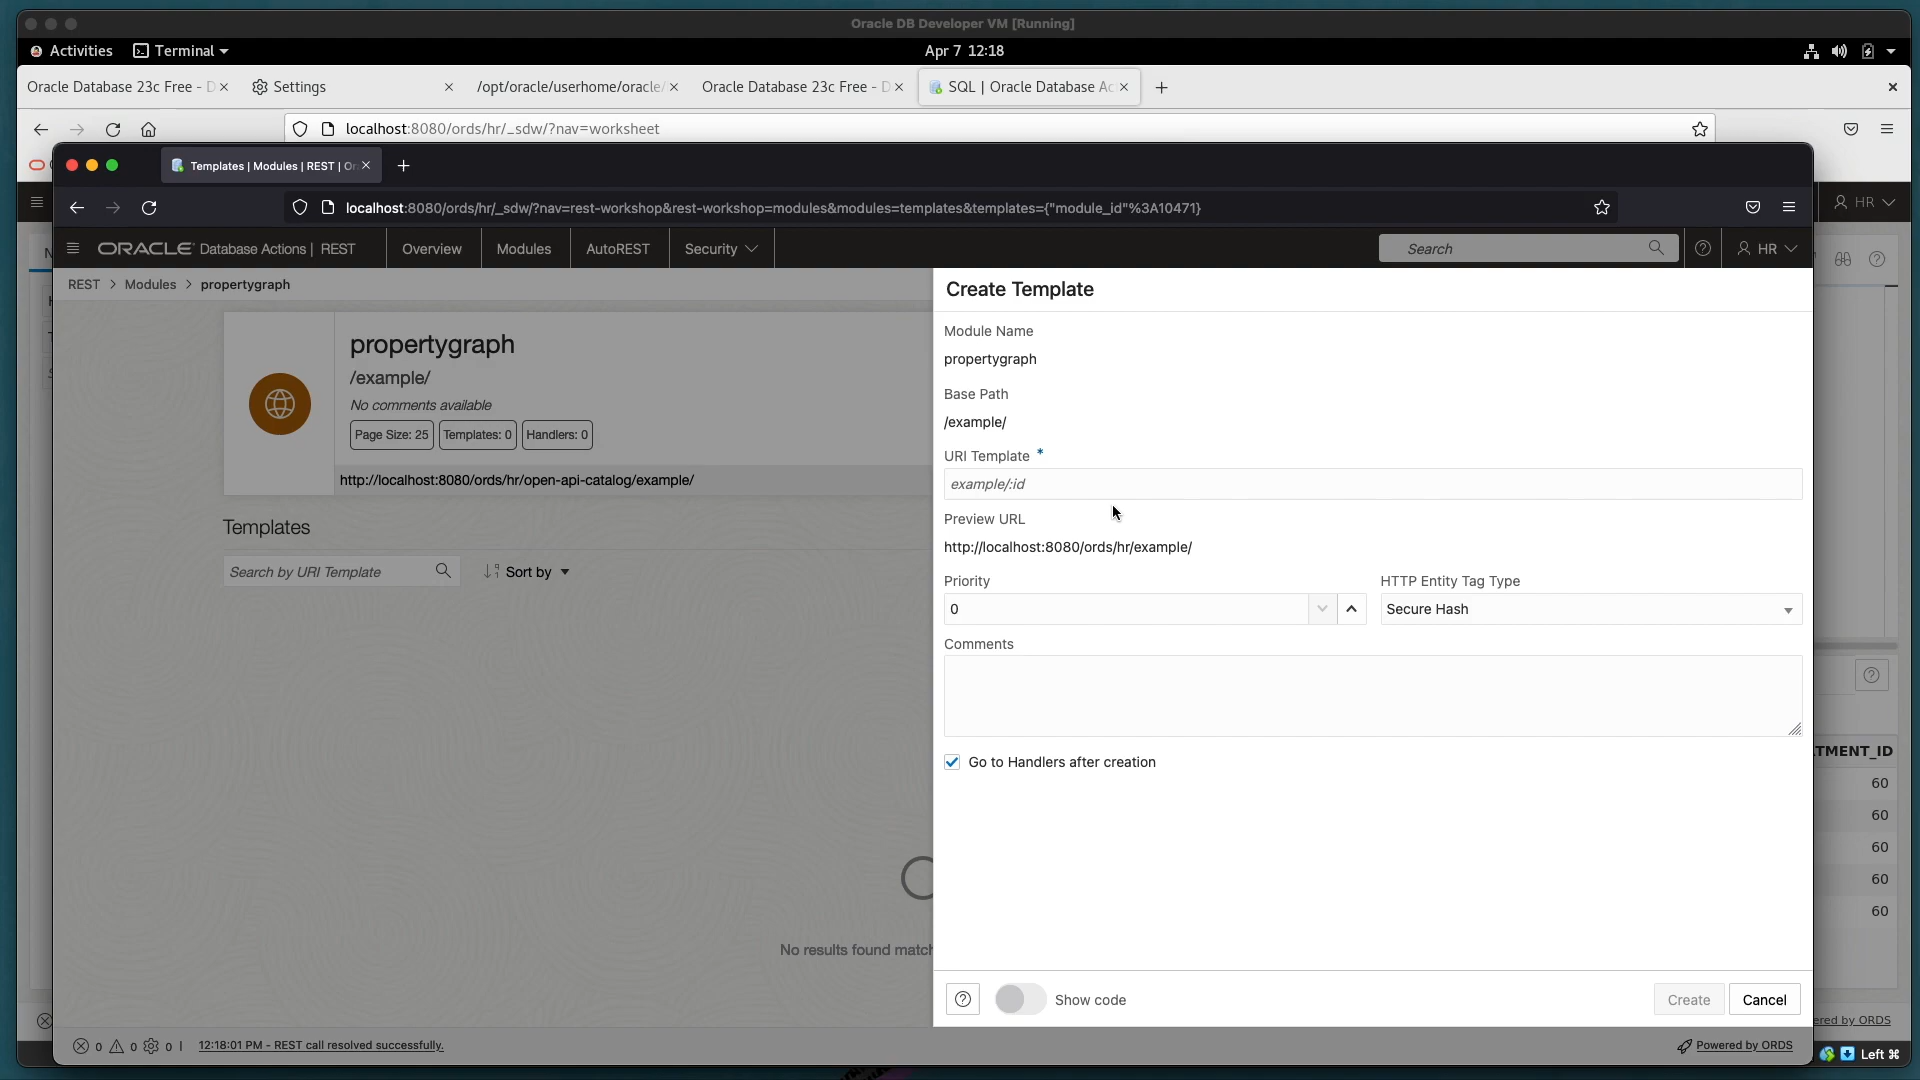 Oracle DB Developer VM [Running]
Activities
Terminal
Apr 7 12:18
Oracle Database 23c Free - D
Settings
/opt/oracle/userhome/oracle/
Oracle Database 23c Free - D
SQL | Oracle Database Ac
localhost:8080/ords/hr/_sdw/?nav=worksheet
Templates | Modules | REST | Or
localhost:8080/ords/hr/_sdw/?nav=rest-workshop&rest-workshop=modules&modules=templates&templates={"module_id"%3A10471}
HR
ORACLE Database Actions | REST
Overview
Modules
AutoREST
Security
Search
HR
REST > Modules > propertygraph
Create Template
propertygraph
/example/
No comments available
Page Size: 25
Templates: 0
Handlers: 0
http://localhost:8080/ords/hr/open-api-catalog/example/
Templates
Search by URI Template
Sort by
No results found match
Module Name
propertygraph
Base Path
/example/
URI Template *
example/:id
Preview URL
http://localhost:8080/ords/hr/example/
Priority
0
HTTP Entity Tag Type
Secure Hash
Comments
Go to Handlers after creation
TMENT_ID
60
60
60
60
60
Show code
Create
Cancel
ered by ORDS
0
0
0
12:18:01 PM - REST call resolved successfully.
Powered by ORDS
Left ⌘